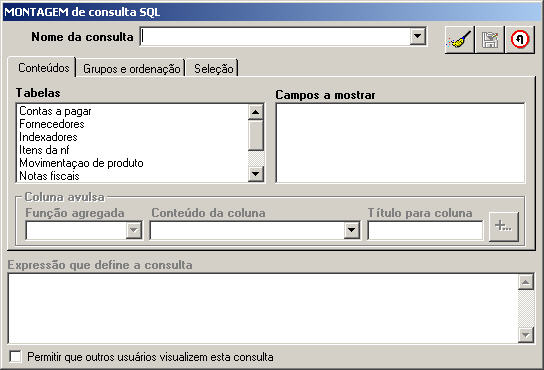 MONTAGEM de consulta SQL
Nome da consulta
Conteúdos Grupos e ordenação Seleção
Tabelas Campos a mostrar
Contas a pagar
Fornecedores
Indexadores
Itens da nf
Movimentaçao de produto
Notas fiscais
Coluna avulsa
Função agregada Conteúdo da coluna Título para coluna
+...
Expressão que define a consulta
Permitir que outros usuários visualizem esta consulta